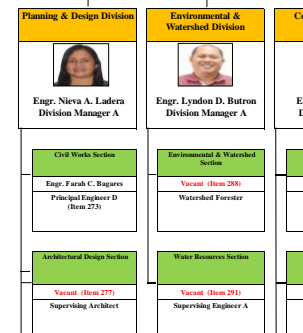 Planning & Design Division
Engr. Nieva A. Ladera
Division Manager A
Civil Works Section
Engr. Farah C. Bagares
Principal Engineer D
(Item 273)
Architectural Design Section
Vacant (Item 277)
Supervising Architect
Environmental &
Watershed Division
Engr. Lyndon D. Butron
Division Manager A
Environmental & Watershed
Section
Vacant (Item 288)
Watershed Forester
Water Resources Section
Vacant (Item 291)
Supervising Engineer A